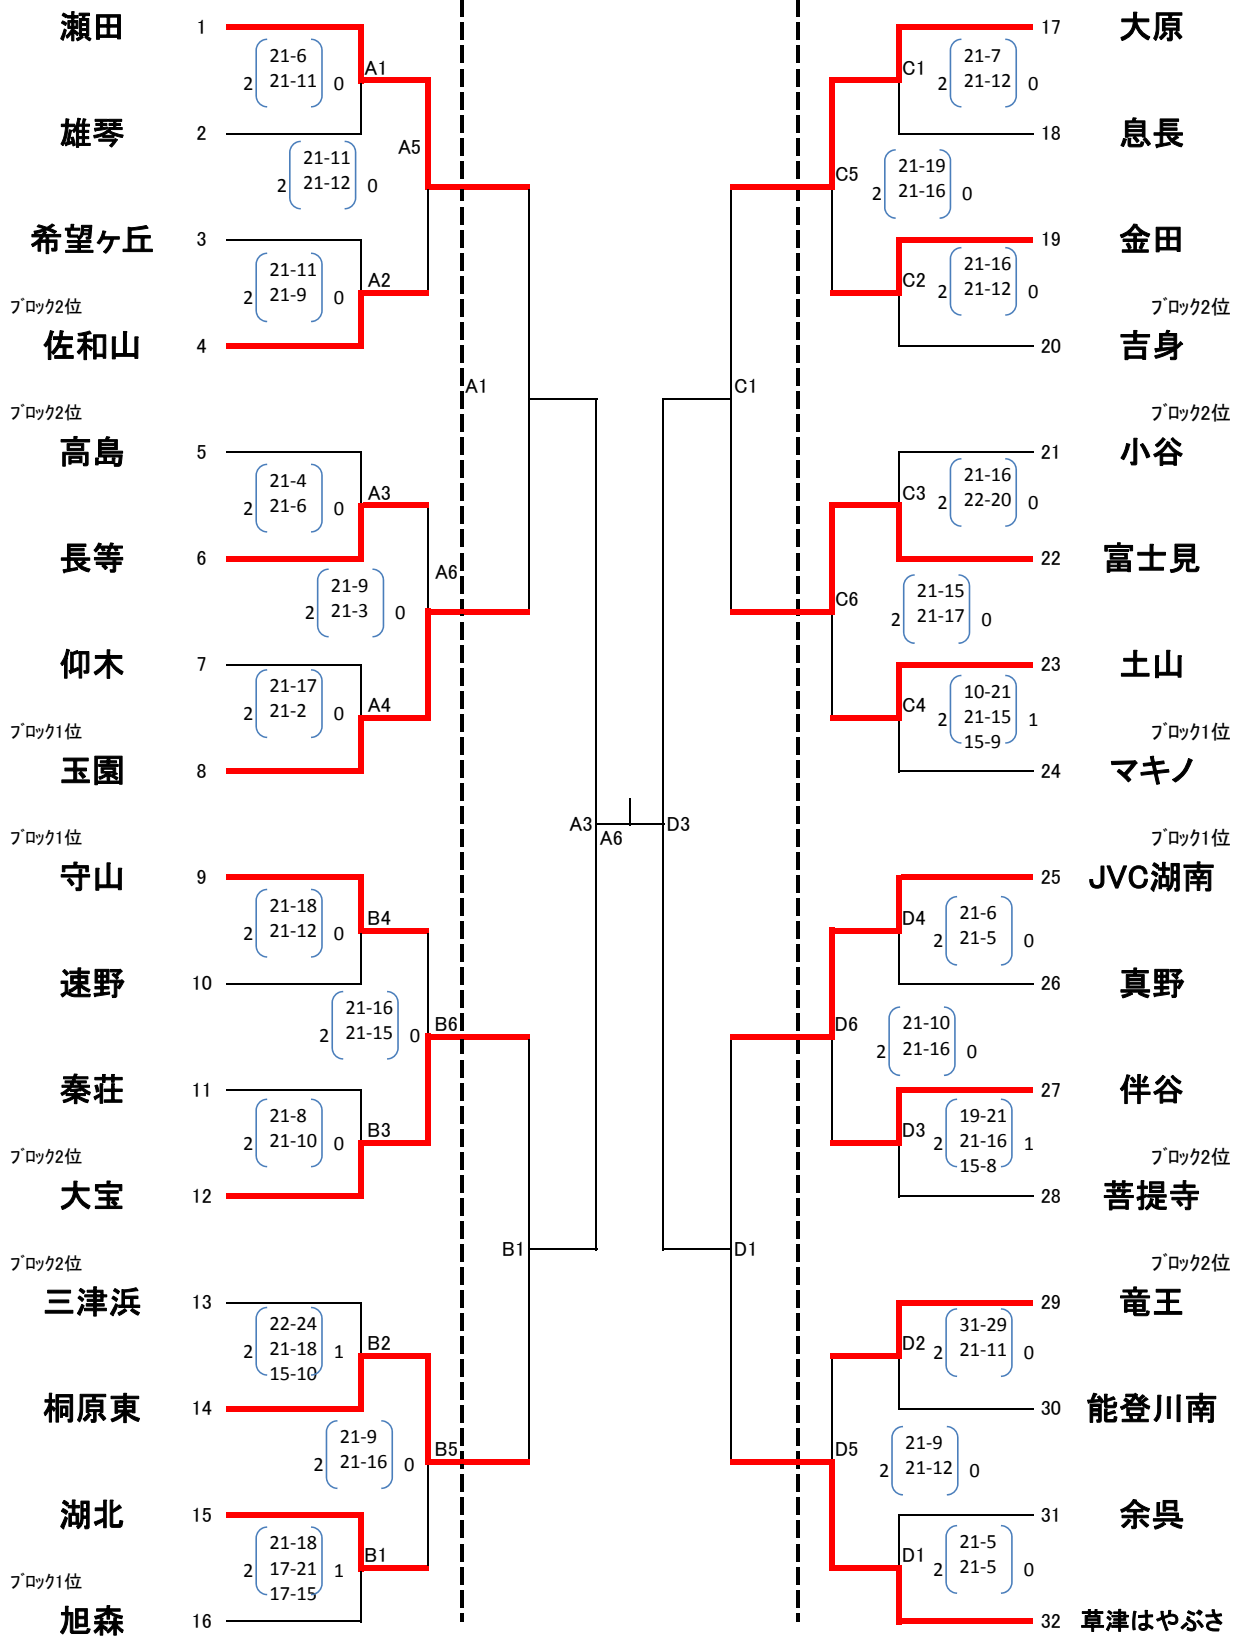 瀬田 1
21-6
A1
2 21-11 0
雄琴 2
A5
21-11
2 21-12 0
希望ヶ丘 3
21-11
A2
2 21-9 0
ブロック2位
佐和山 4
A1
ブロック2位
高島 5
21-4
A3
2 21-6 0
長等 6
A6
21-9
2 21-3 0
仰木 7
21-17
A4
2 21-2 0
ブロック1位
玉園 8
A3
A6
ブロック1位
守山 9
21-18
B4
2 21-12 0
速野 10
21-16
B6
2 21-15 0
秦荘 11
21-8
B3
2 21-10 0
ブロック2位
大宝 12
B1
ブロック2位
三津浜 13
22-24
B2
2 21-18 1
15-10
桐原東 14
21-9
B5
2 21-16 0
湖北 15
21-18
B1
2 17-21 1
17-15
ブロック1位
旭森 16
17 大原
C1
21-7
2 21-12 0
18 息長
C5
21-19
2 21-16 0
19 金田
C2
21-16
2 21-12 0
ブロック2位
20 吉身
C1
ブロック2位
21 小谷
C3
21-16
2 22-20 0
22 富士見
C6
21-15
2 21-17 0
23 土山
C4
10-21
2 21-15 1
15-9
ブロック1位
24 マキノ
D3
ブロック1位
25 JVC湖南
D4
21-6
2 21-5 0
26 真野
D6
21-10
2 21-16 0
27 伴谷
D3
19-21
2 21-16 1
15-8
ブロック2位
28 菩提寺
D1
ブロック2位
29 竜王
D2
31-29
2 21-11 0
30 能登川南
D5
21-9
2 21-12 0
31 余呉
D1
21-5
2 21-5 0
32 草津はやぶさ